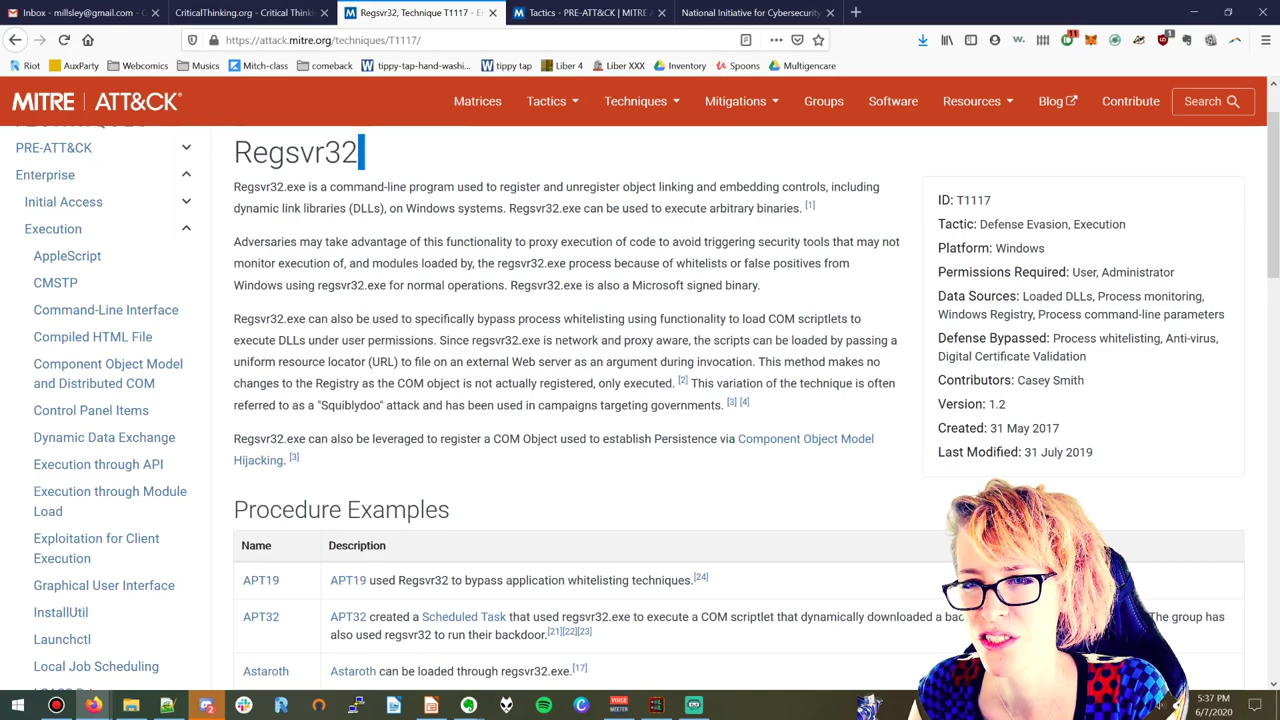 Inbox (1,331) - millsley@gmail.c
CriticalThinking.org - Critical Think
Regsvr32, Technique T1117 - En
Tactics - PRE-ATT&CK | MITRE A
National Initiative for Cybersecurity
https://attack.mitre.org/techniques/T1117/
11
1
Riot
AuxParty
Webcomics
Musics
Mitch-class
comeback
tippy-tap-hand-washi...
tippy tap
Liber 4
Liber XXX
Inventory
Spoons
Multigencare
MITRE | ATT&CK®
Matrices
Tactics
Techniques
Mitigations
Groups
Software
Resources
Blog
Contribute
Search
PRE-ATT&CK
Enterprise
Initial Access
Execution
AppleScript
CMSTP
Command-Line Interface
Compiled HTML File
Component Object Model
and Distributed COM
Control Panel Items
Dynamic Data Exchange
Execution through API
Execution through Module
Load
Exploitation for Client
Execution
Graphical User Interface
InstallUtil
Launchctl
Local Job Scheduling
Regsvr32
Regsvr32.exe is a command-line program used to register and unregister object linking and embedding controls, including
dynamic link libraries (DLLs), on Windows systems. Regsvr32.exe can be used to execute arbitrary binaries. [1]
Adversaries may take advantage of this functionality to proxy execution of code to avoid triggering security tools that may not
monitor execution of, and modules loaded by, the regsvr32.exe process because of whitelists or false positives from
Windows using regsvr32.exe for normal operations. Regsvr32.exe is also a Microsoft signed binary.
Regsvr32.exe can also be used to specifically bypass process whitelisting using functionality to load COM scriptlets to
execute DLLs under user permissions. Since regsvr32.exe is network and proxy aware, the scripts can be loaded by passing a
uniform resource locator (URL) to file on an external Web server as an argument during invocation. This method makes no
changes to the Registry as the COM object is not actually registered, only executed. [2] This variation of the technique is often
referred to as a "Squiblydoo" attack and has been used in campaigns targeting governments. [3] [4]
Regsvr32.exe can also be leveraged to register a COM Object used to establish Persistence via Component Object Model
Hijacking. [3]
ID: T1117
Tactic: Defense Evasion, Execution
Platform: Windows
Permissions Required: User, Administrator
Data Sources: Loaded DLLs, Process monitoring,
Windows Registry, Process command-line parameters
Defense Bypassed: Process whitelisting, Anti-virus,
Digital Certificate Validation
Contributors: Casey Smith
Version: 1.2
Created: 31 May 2017
Last Modified: 31 July 2019
Procedure Examples
Name
Description
APT19
APT19 used Regsvr32 to bypass application whitelisting techniques.[24]
APT32
APT32 created a Scheduled Task that used regsvr32.exe to execute a COM scriptlet that dynamically downloaded a The group has
also used regsvr32 to run their backdoor.[21][22][23]
Astaroth
Astaroth can be loaded through regsvr32.exe.[17]
VOICE
MEETER
5:37 PM
6/7/2020